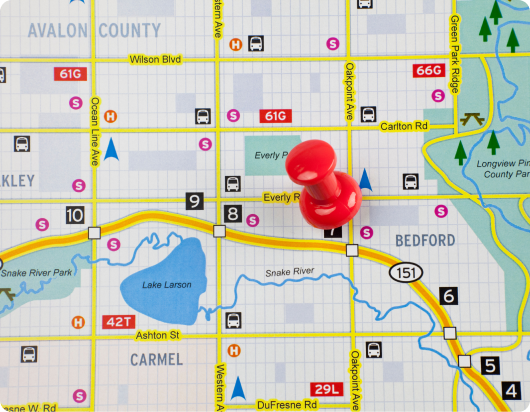 AVALON COUNTY
stern Ave
Green Park Ridge
H
S
Wilson Blvd
61G
66G
Oakpoint Ave
S
S
Ocean Line Ave
H
S
61G
Carlton Rd
S
Everly P
Longview Pin
County Par
KLEY
S
Everly R
10
9
8
7
S
S
S
S
S
BEDFORD
151
Snake River Park
Lake Larson
Snake River
6
H
42T
Ashton St
CARMEL
H
5
Western A
Oakpoint Ave
29L
4
esne W. Rd
DuFresne Rd